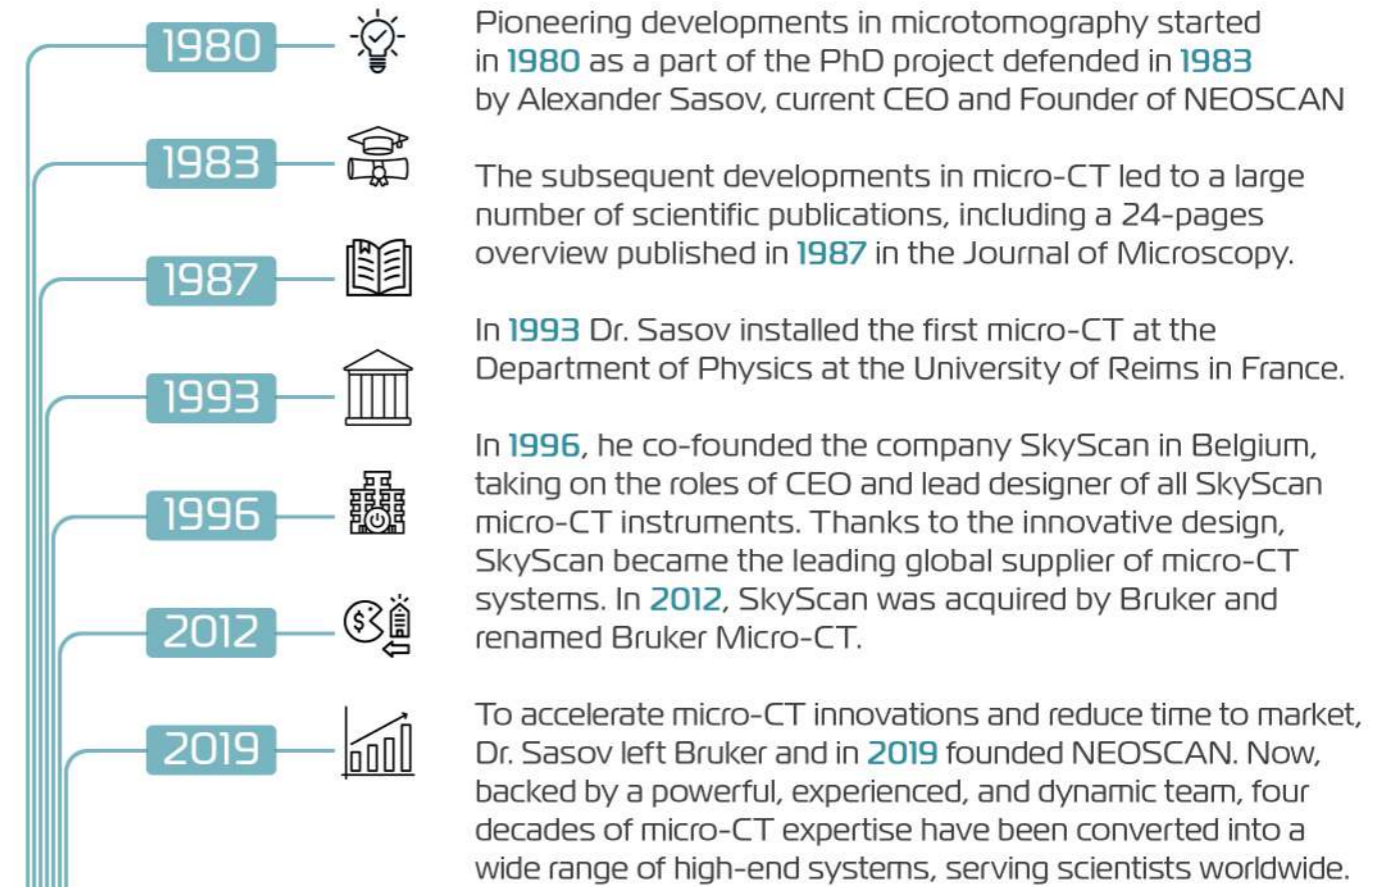 1980
1983
1987
1993
1996
2012
2019
Pioneering developments in microtomography started
in 1980 as a part of the PhD project defended in 1983
by Alexander Sasov, current CEO and Founder of NEOSCAN
The subsequent developments in micro-CT led to a large
number of scientific publications, including a 24-pages
overview published in 1987 in the Journal of Microscopy.
In 1993 Dr. Sasov installed the first micro-CT at the
Department of Physics at the University of Reims in France.
In 1996, he co-founded the company SkyScan in Belgium,
taking on the roles of CEO and lead designer of all SkyScan
micro-CT instruments. Thanks to the innovative design,
SkyScan became the leading global supplier of micro-CT
systems. In 2012, SkyScan was acquired by Bruker and
renamed Bruker Micro-CT.
To accelerate micro-CT innovations and reduce time to market,
Dr. Sasov left Bruker and in 2019 founded NEOSCAN. Now,
backed by a powerful, experienced, and dynamic team, four
decades of micro-CT expertise have been converted into a
wide range of high-end systems, serving scientists worldwide.